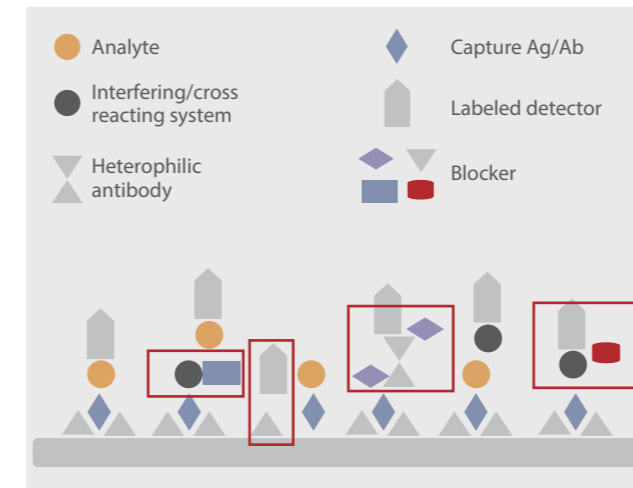 Analyte
Capture Ag/Ab
Interfering/cross
reacting system
Labeled detector
Heterophilic
antibody
Blocker